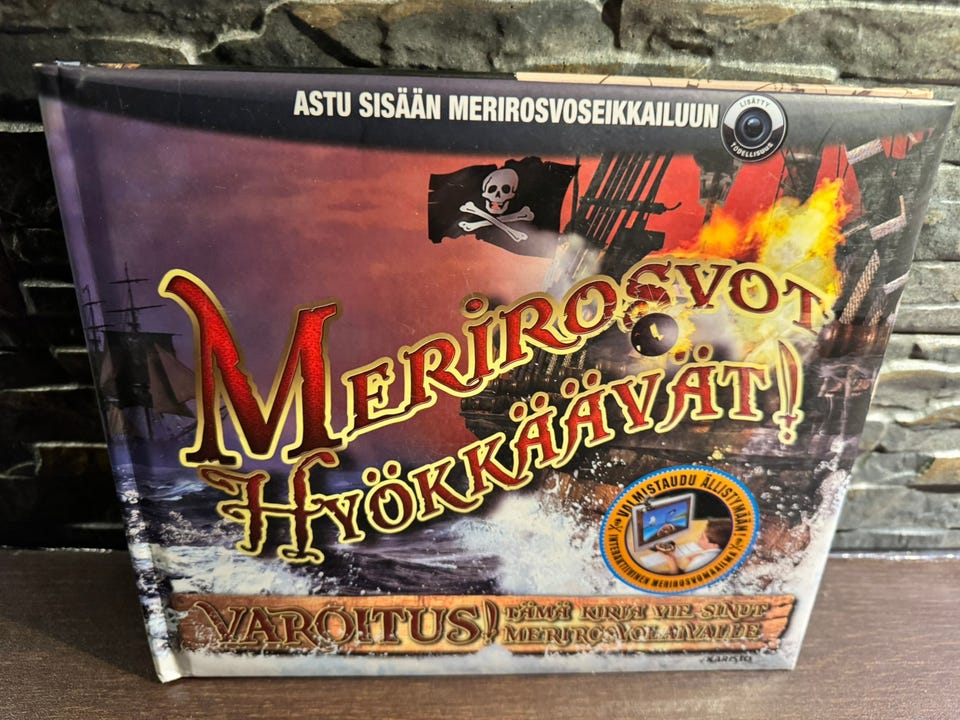 ASTU SISÄÄN MERIROSVOSEIKKAILUUN
LISÄTTY
TODELLISUUS
MERIROSVOT
HYÖKKÄÄVÄT!
VALMISTAUDU ÄLLISTYMÄÄN!
INTERAKTIIVINEN MERIROSVOMAAILMA
VAROITUS! TÄMÄ KIRJA VIE SINUT
MERIROSVOLAIVALLE
KARISTO